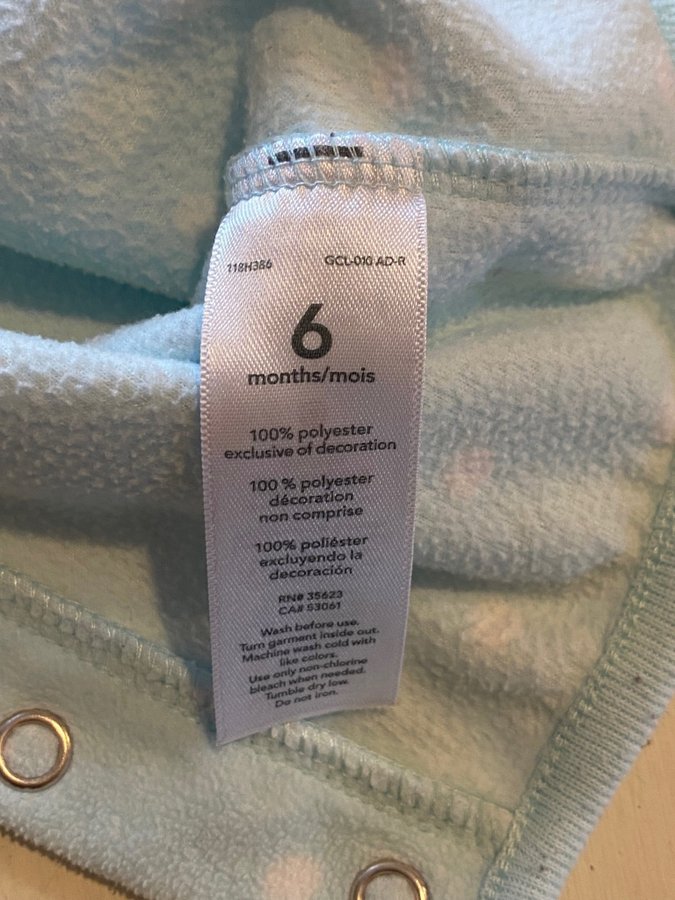 118H386 GCL-010 AD-R
6
months/mois
100% polyester
exclusive of decoration
100 % polyester
décoration
non comprise
100% poliéster
excluyendo la
decoración
RN# 35623
CA# 53061
Wash before use.
Turn garment inside out.
Machine wash cold with
like colors.
Use only non-chlorine
bleach when needed.
Tumble dry low.
Do not iron.